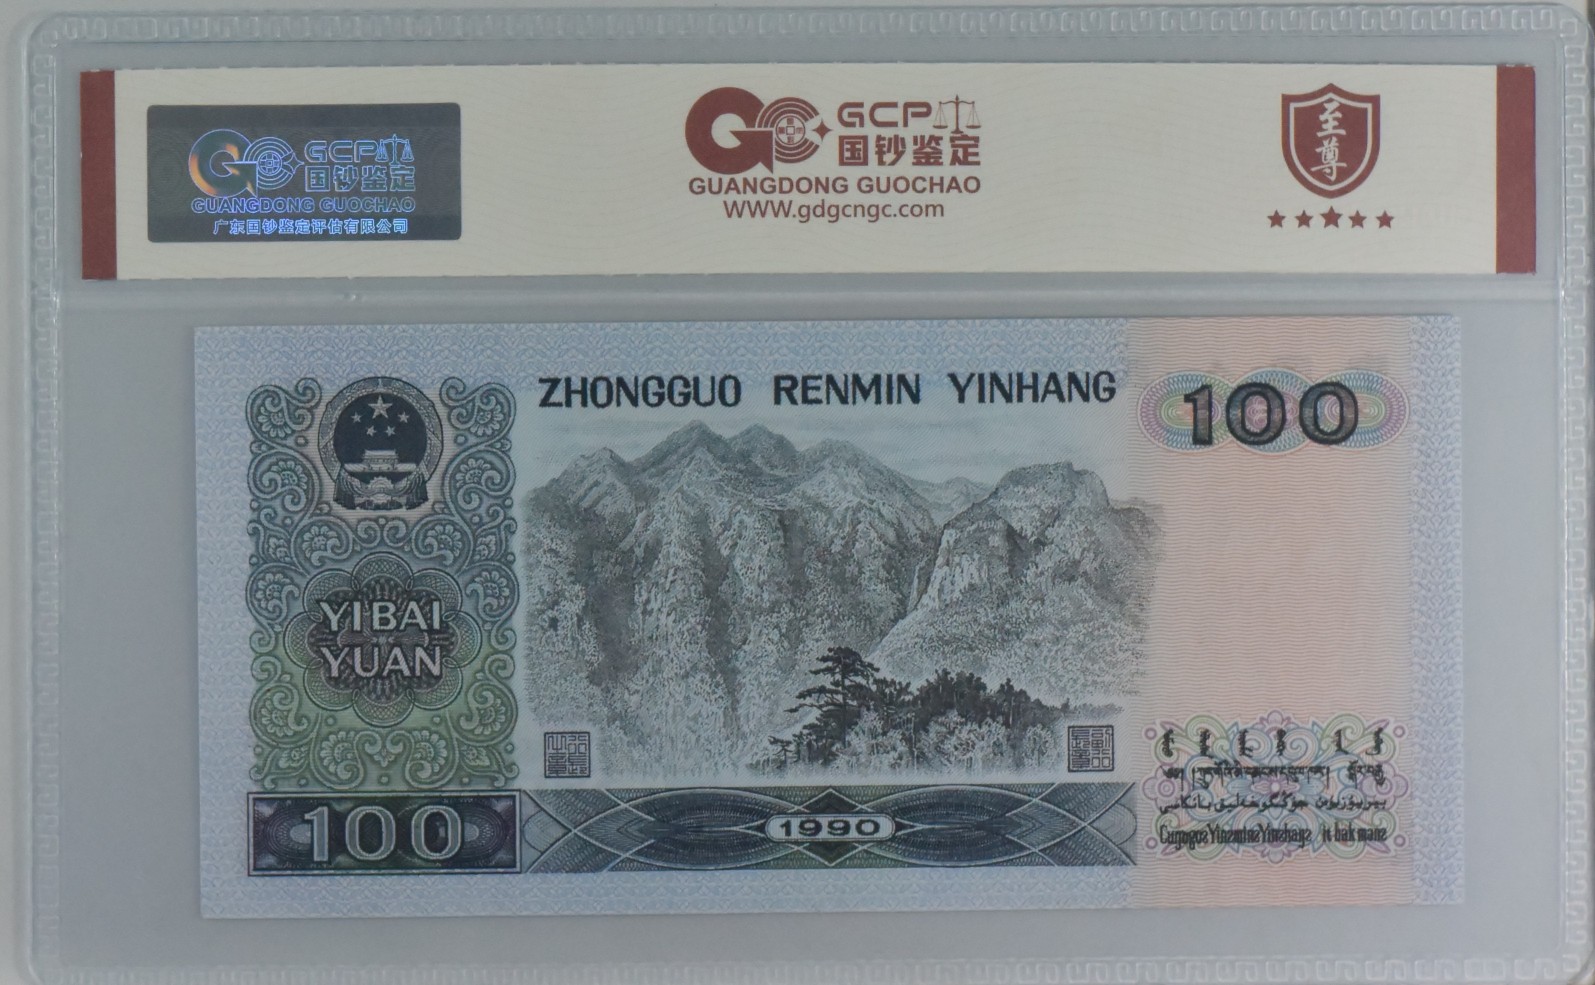 GCP
国钞鉴定
GUANGDONG GUOCHAO
广东国钞鉴定评估有限公司
GCP
国钞鉴定
GUANGDONG GUOCHAO
WWW.gdgcngc.com
至尊
ZHONGGUO RENMIN YINHANG
100
YI BAI
YUAN
100
1990